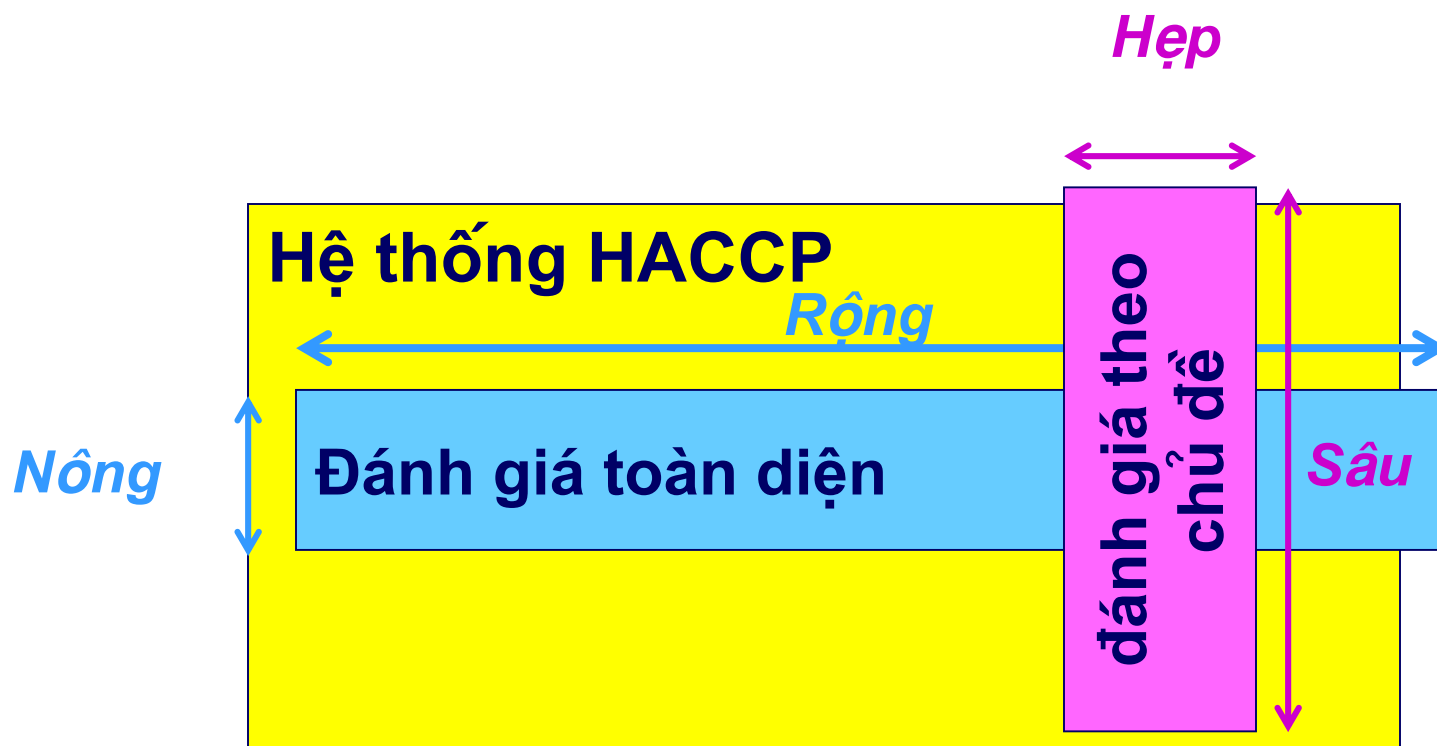 Hẹp
Hệ thống HACCP
Rộng
Nông
Đánh giá toàn diện
đánh giá theo
chủ đề
Sâu